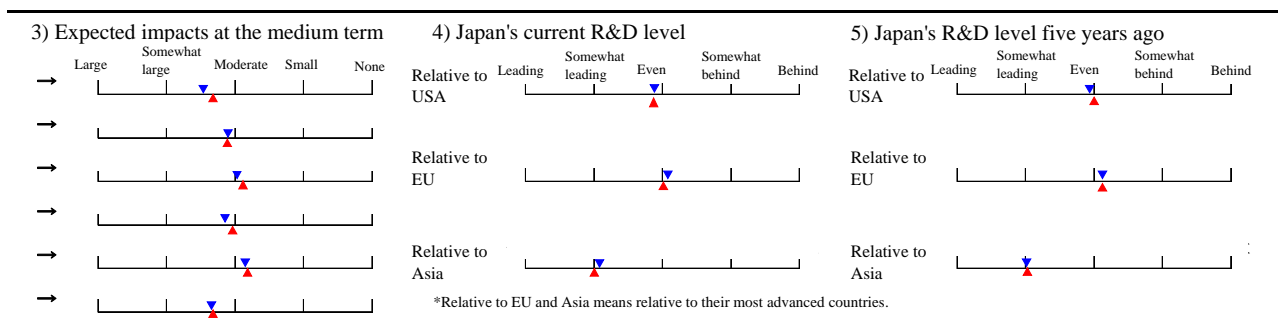 3) Expected impacts at the medium term
Large
Somewhat
large
Moderate
Small
None
4) Japan's current R&D level
Leading
Somewhat
leading
Even
Somewhat
behind
Behind
Relative to
USA
Relative to
EU
Relative to
Asia
*Relative to EU and Asia means relative to their most advanced countries.
5) Japan's R&D level five years ago
Leading
Somewhat
leading
Even
Somewhat
behind
Behind
Relative to
USA
Relative to
EU
Relative to
Asia